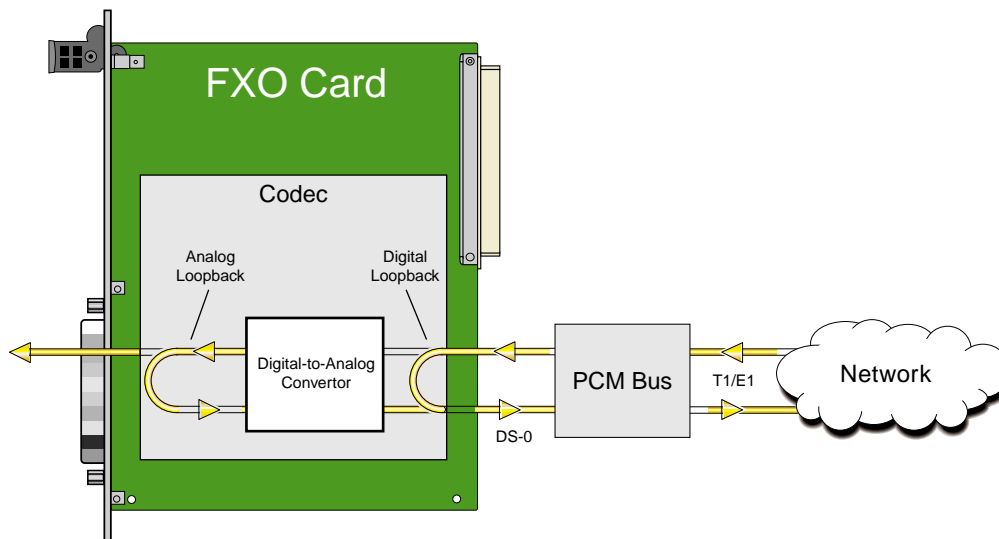 FXO Card
Codec
Analog
Loopback
Digital
Loopback
Digital-to-Analog
Convertor
PCM Bus
DS-0
T1/E1
Network